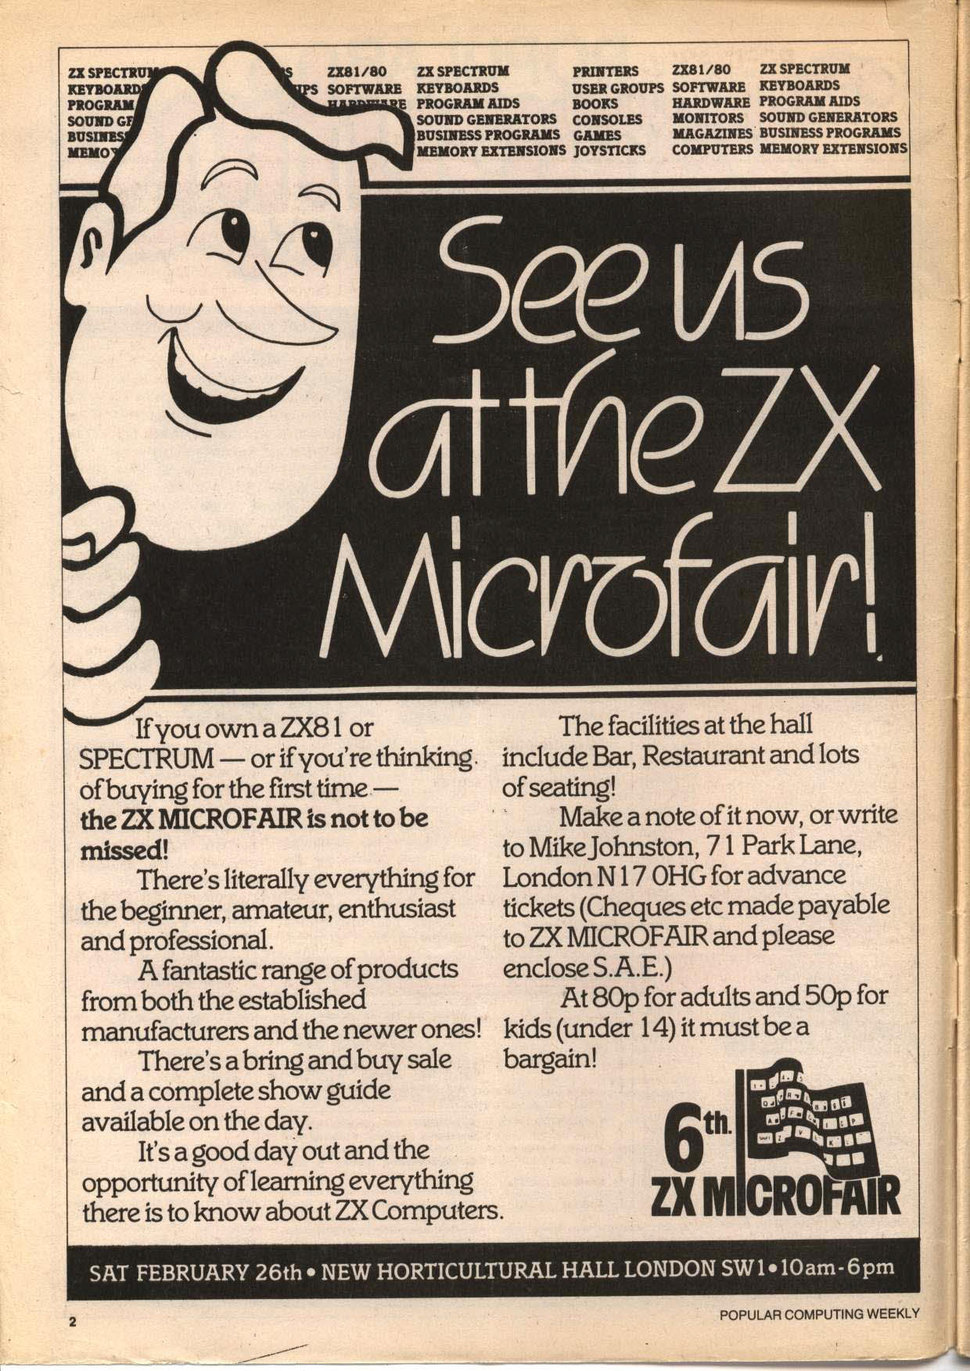 ZX SPECTRUM
KEYBOARDS
PROGRAM
SOUND GE
BUSINESS
MEMO
ZX81/80
SOFTWARE
HARDWARE
ZX SPECTRUM
KEYBOARDS
PROGRAM AIDS
SOUND GENERATORS
BUSINESS PROGRAMS
MEMORY EXTENSIONS
PRINTERS
USER GROUPS
BOOKS
CONSOLES
GAMES
JOYSTICKS
ZX81/80
SOFTWARE
HARDWARE
MONITORS
MAGAZINES
COMPUTERS
ZX SPECTRUM
KEYBOARDS
PROGRAM AIDS
SOUND GENERATORS
BUSINESS PROGRAMS
MEMORY EXTENSIONS
See us
at the ZX
Microfair!
If you own a ZX81 or
SPECTRUM — or if you're thinking
of buying for the first time —
the ZX MICROFAIR is not to be
missed!
There's literally everything for
the beginner, amateur, enthusiast
and professional.
A fantastic range of products
from both the established
manufacturers and the newer ones!
There's a bring and buy sale
and a complete show guide
available on the day.
It's a good day out and the
opportunity of learning everything
there is to know about ZX Computers.
The facilities at the hall
include Bar, Restaurant and lots
of seating!
Make a note of it now, or write
to Mike Johnston, 71 Park Lane,
London N17 0HG for advance
tickets (Cheques etc made payable
to ZX MICROFAIR and please
enclose S.A.E.)
At 80p for adults and 50p for
kids (under 14) it must be a
bargain!
6th.
ZX MICROFAIR
SAT FEBRUARY 26th • NEW HORTICULTURAL HALL LONDON SW1 • 10am - 6pm
2
POPULAR COMPUTING WEEKLY